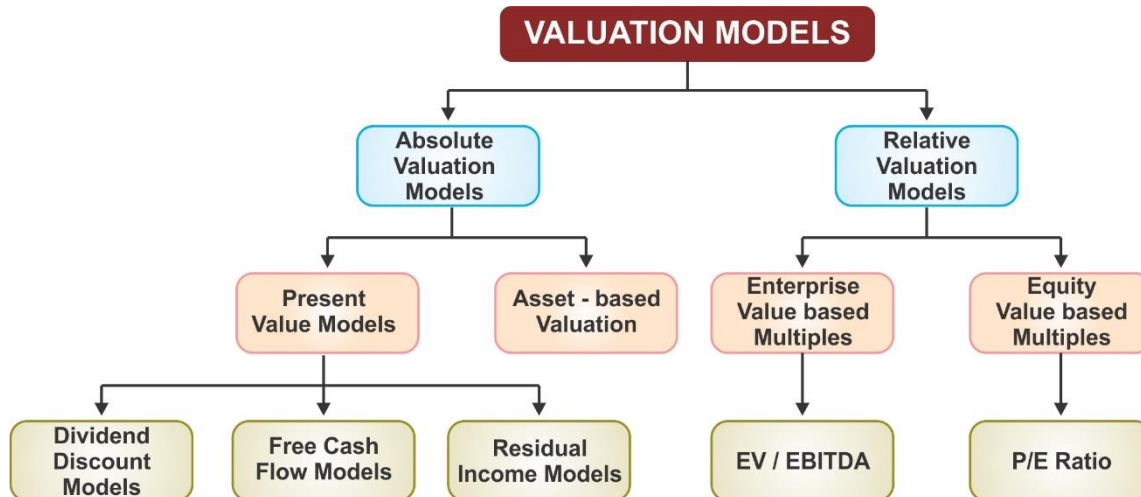 VALUATION MODELS
Absolute
Valuation
Models
Relative
Valuation
Models
Present
Value Models
Asset - based
Valuation
Enterprise
Value based
Multiples
Equity
Value based
Multiples
Dividend
Discount
Models
Free Cash
Flow Models
Residual
Income Models
EV / EBITDA
P/E Ratio